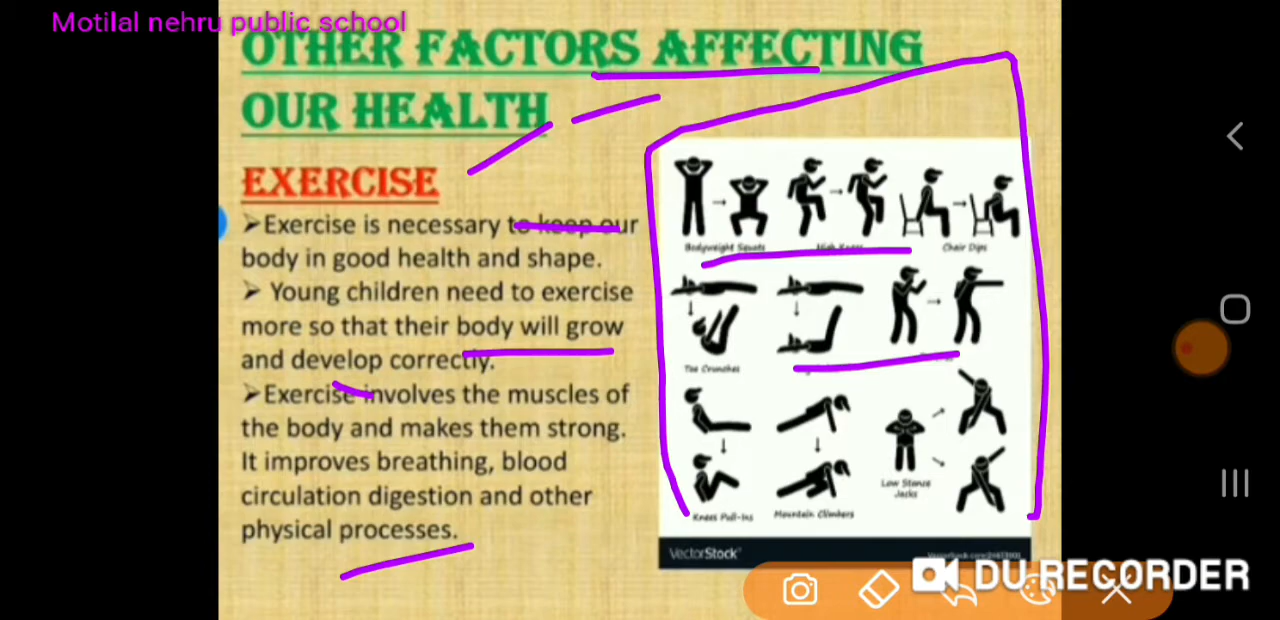 Motilal nehru public school
OTHER FACTORS AFFECTING
OUR HEALTH
EXERCISE
➢Exercise is necessary to keep our
body in good health and shape.
➢ Young children need to exercise
more so that their body will grow
and develop correctly.
➢Exercise involves the muscles of
the body and makes them strong.
It improves breathing, blood
circulation digestion and other
physical processes.
Bodyweight Squats
High Knees
Chair Dips
Toe Crunches
Knees Pull-Ins
Mountain Climbers
Low Stance
Jacks
VectorStock
DU RECORDER